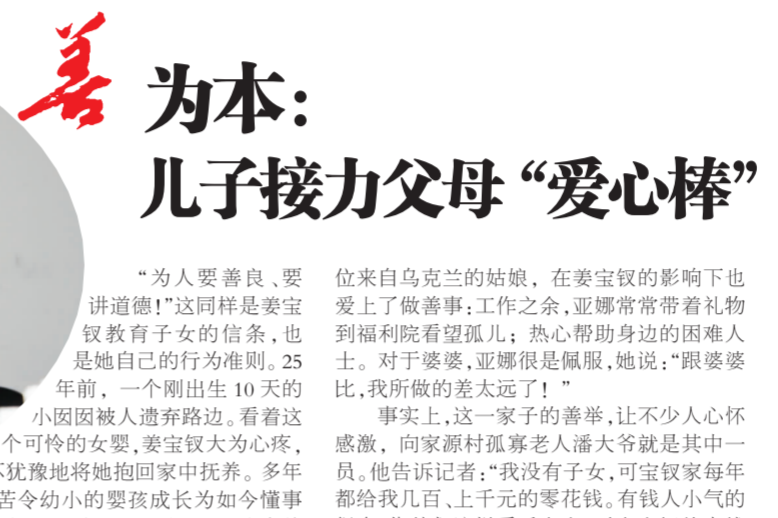 善为本：
儿子接力父母“爱心棒”
“为人要善良、要
讲道德！”这同样是姜宝
钗教育子女的信条，也
是她自己的行为准则。25
年前，一个刚出生 10 天的
小囡囡被人遗弃路边。看着这
个可怜的女婴，姜宝钗大为心疼，
不犹豫地将她抱回家中抚养。多年
苦令幼小的婴孩成长为如今懂事
位来自乌克兰的姑娘，在姜宝钗的影响下也
爱上了做善事：工作之余，亚娜常常带着礼物
到福利院看望孤儿；热心帮助身边的困难人
士。对于婆婆，亚娜很是佩服，她说：“跟婆婆
比，我所做的差太远了！”
事实上，这一家子的善举，让不少人心怀
感激，向家源村孤寡老人潘大爷就是其中一
员。他告诉记者：“我没有子女，可宝钗家每年
都给我几百、上千元的零花钱。有钱人小气的